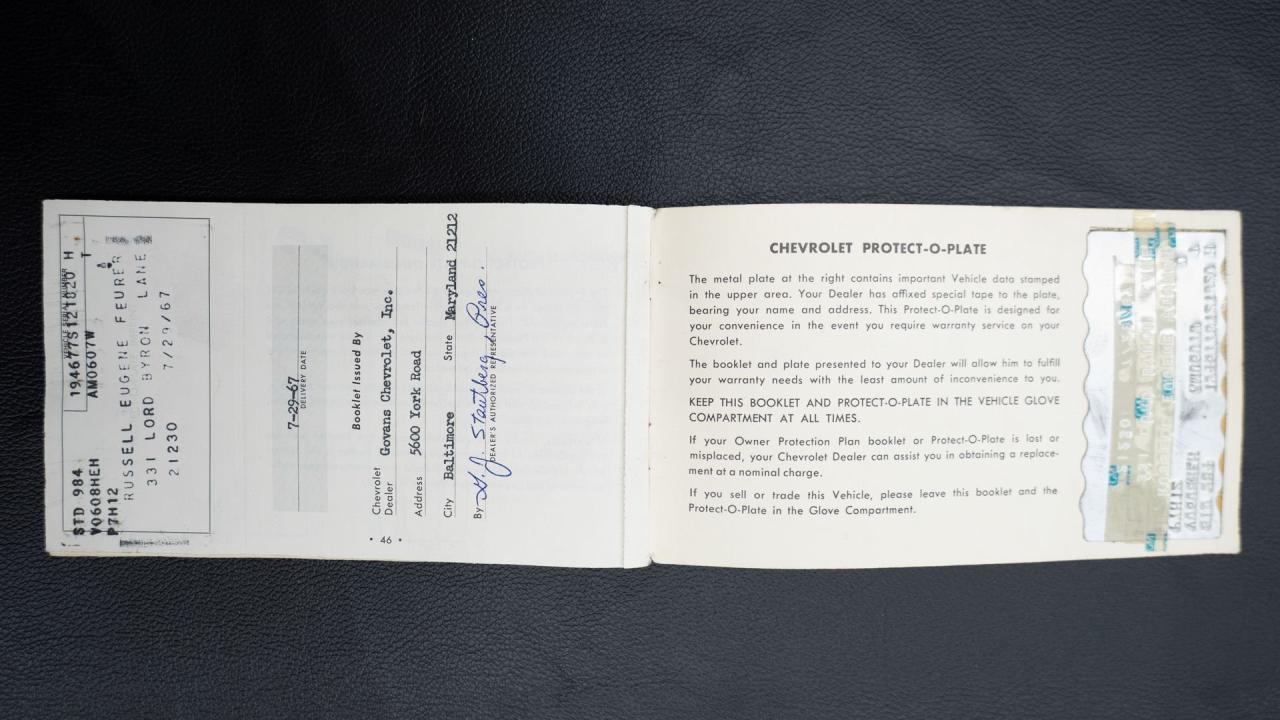 STD 984 194677S121820 H
V0608HEH AM0607W T
P7H12
RUSSELL EUGENE FEURER
331 LORD BYRON LANE
21230 7/29/67
7-29-67
DELIVERY DATE
Booklet Issued By
Chevrolet
Dealer Govans Chevrolet, Inc.
Address 5600 York Road
City Baltimore State Maryland 21212
By
DEALER'S AUTHORIZED REPRESENTATIVE
• 46 •
CHEVROLET PROTECT-O-PLATE
The metal plate at the right contains important Vehicle data stamped
in the upper area. Your Dealer has affixed special tape to the plate,
bearing your name and address. This Protect-O-Plate is designed for
your convenience in the event you require warranty service on your
Chevrolet.
The booklet and plate presented to your Dealer will allow him to fulfill
your warranty needs with the least amount of inconvenience to you.
KEEP THIS BOOKLET AND PROTECT-O-PLATE IN THE VEHICLE GLOVE
COMPARTMENT AT ALL TIMES.
If your Owner Protection Plan booklet or Protect-O-Plate is lost or
misplaced, your Chevrolet Dealer can assist you in obtaining a replace-
ment at a nominal charge.
If you sell or trade this Vehicle, please leave this booklet and the
Protect-O-Plate in the Glove Compartment.